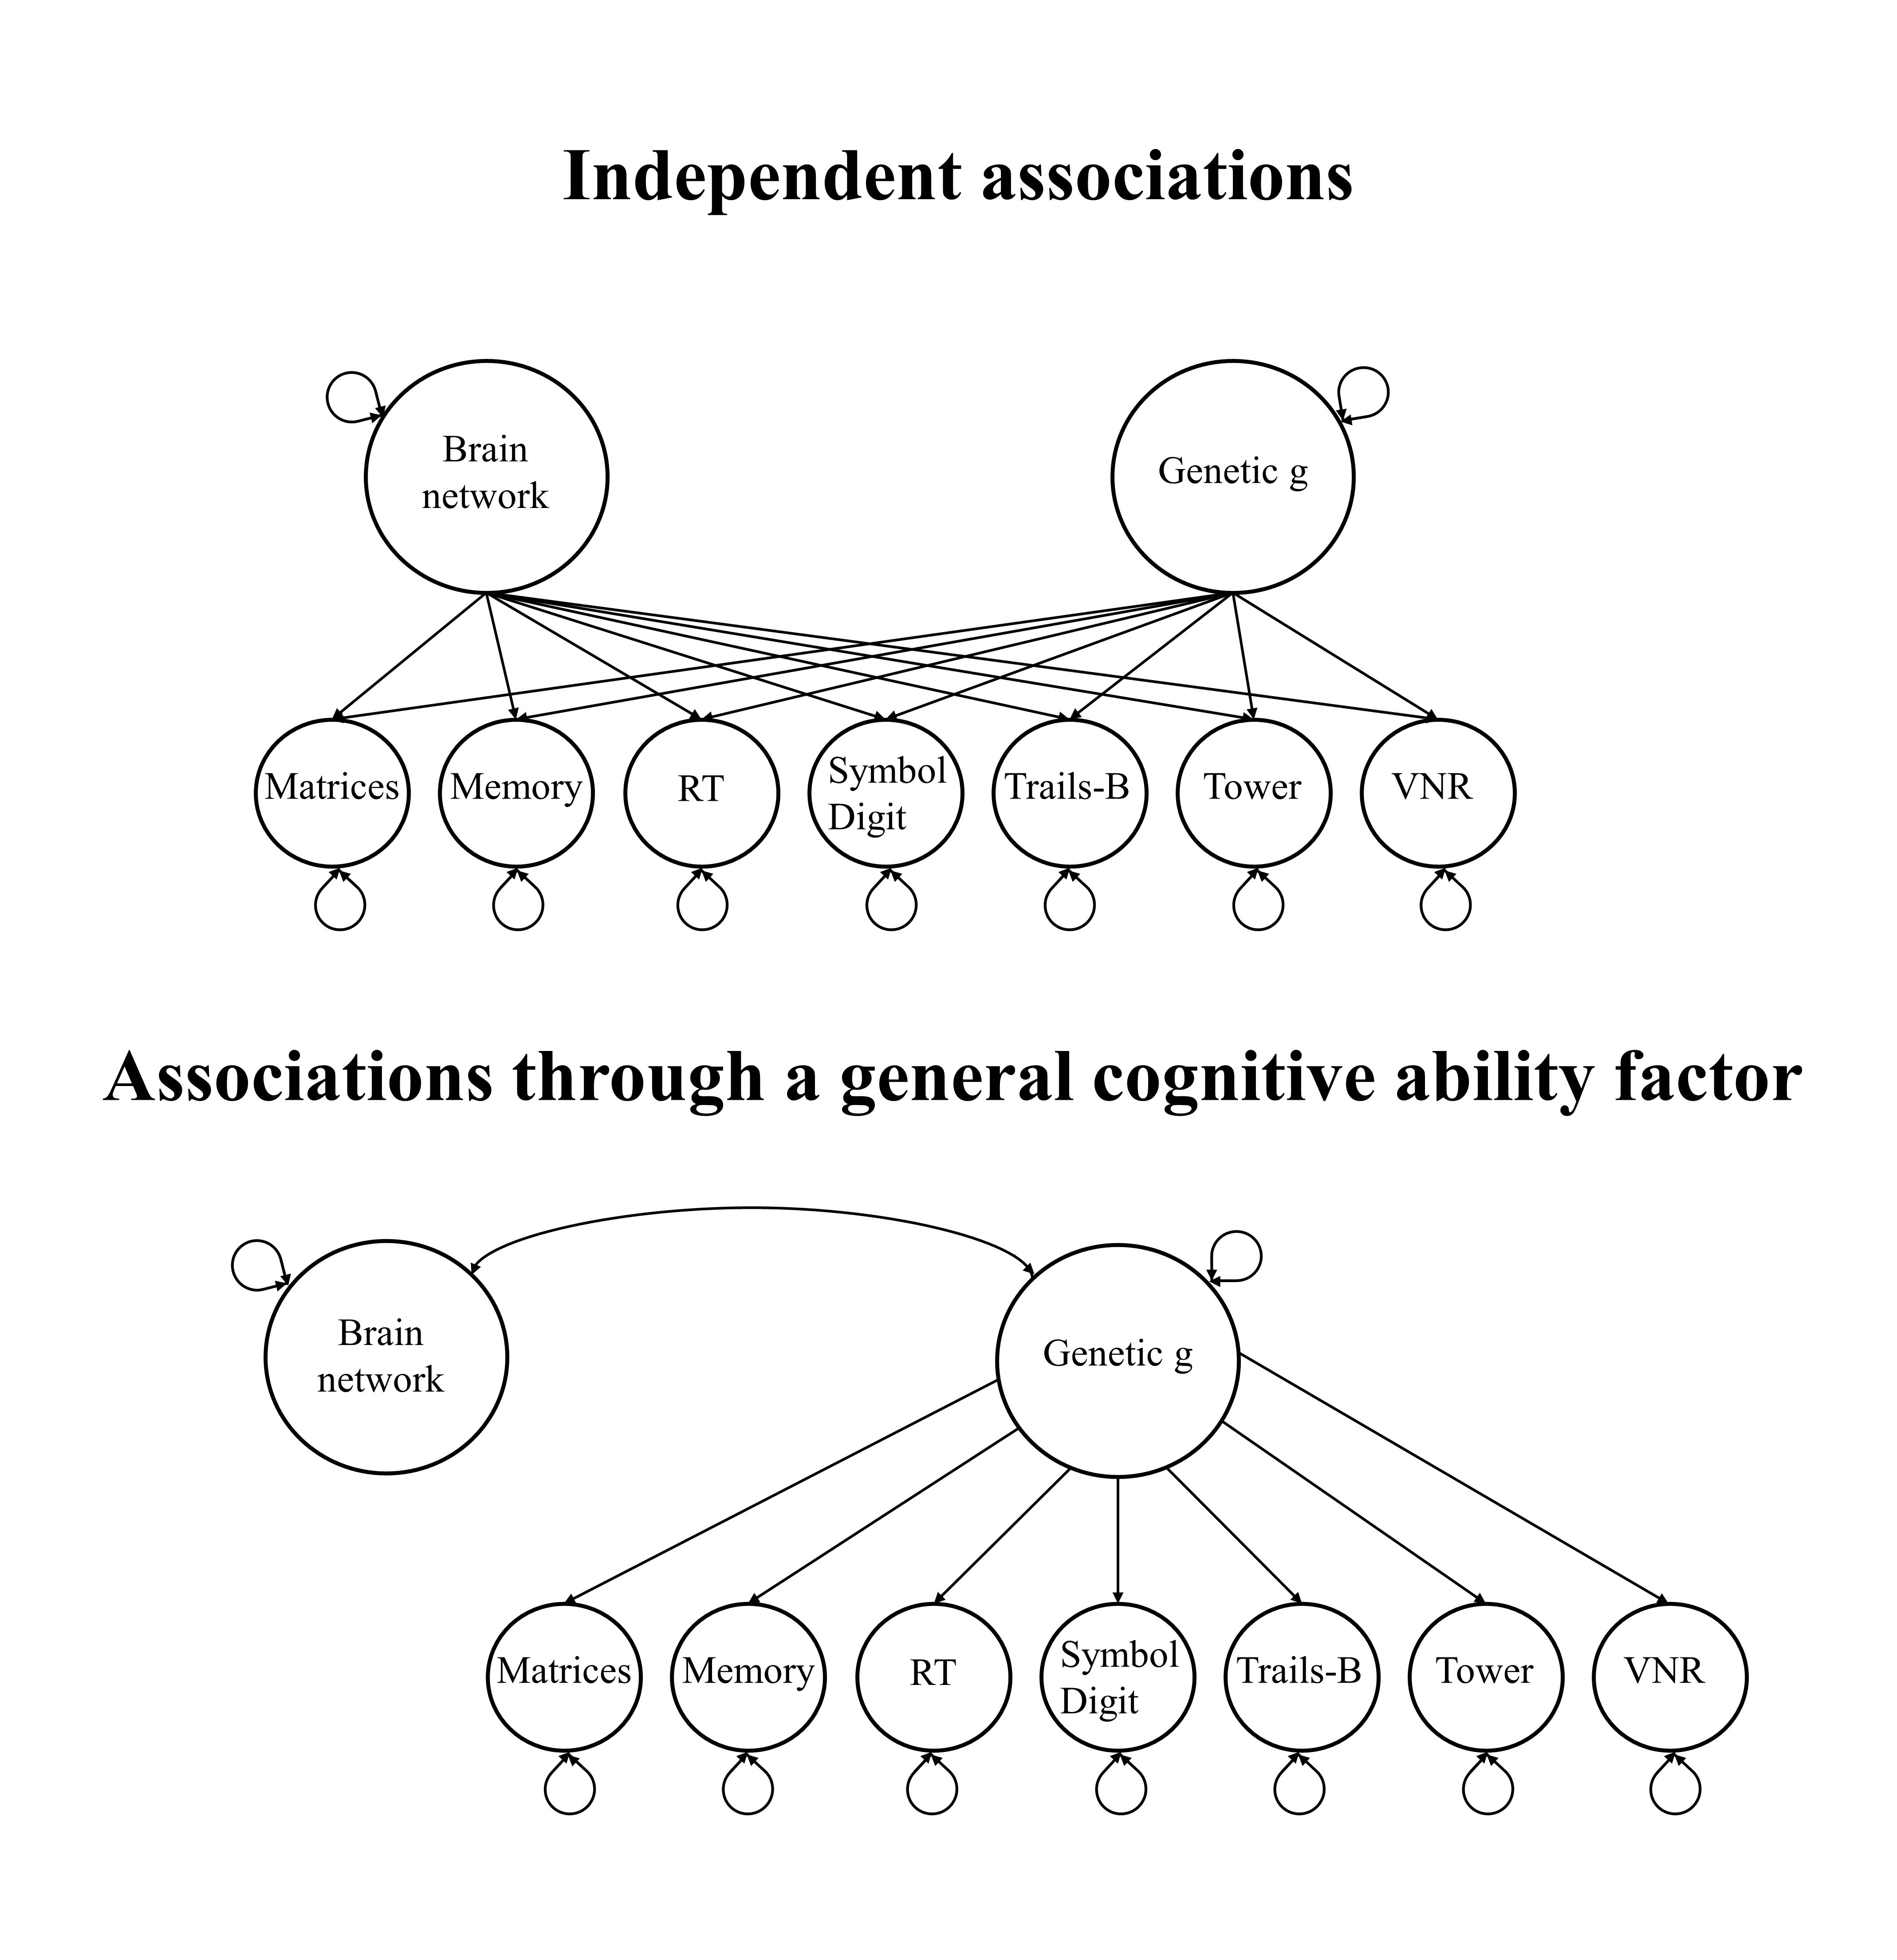 Independent associations
Brain
network
Genetic g
Matrices
Memory
RT
Symbol
Digit
Trails-B
Tower
VNR
Associations through a general cognitive ability factor
Brain
network
Genetic g
Matrices
Memory
RT
Symbol
Digit
Trails-B
Tower
VNR